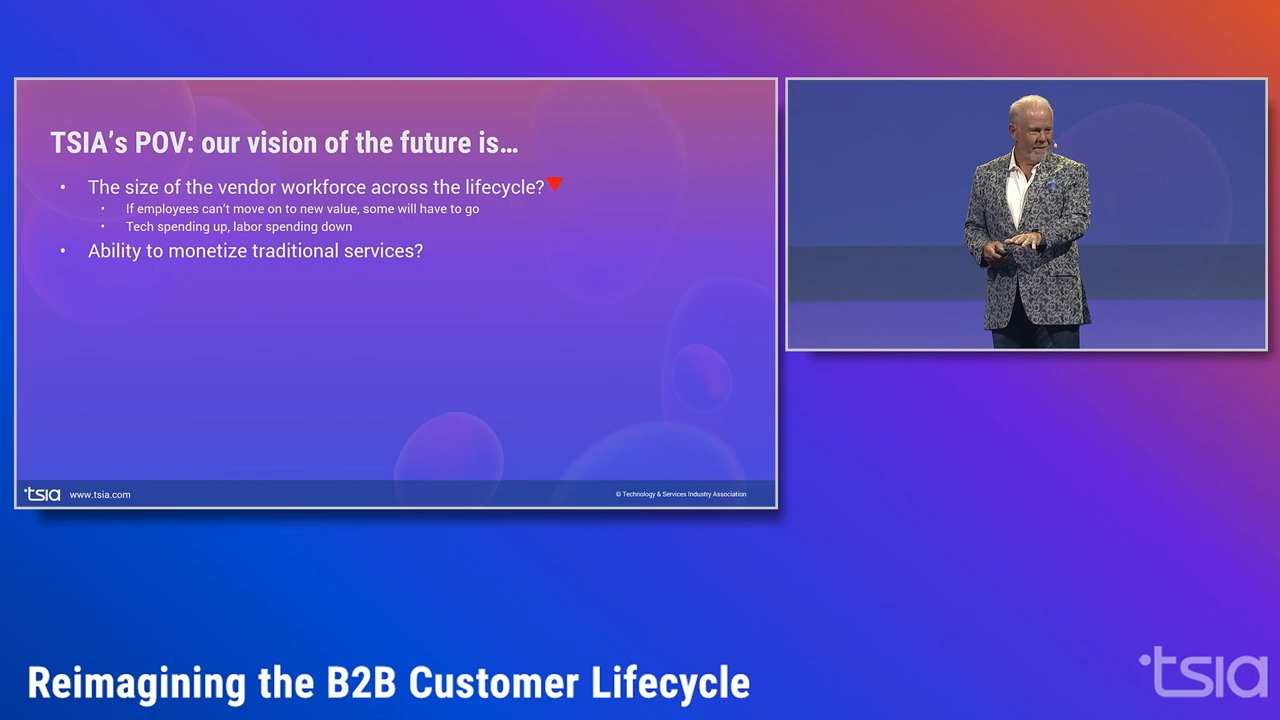 TSIA’s POV: our vision of the future is…
• The size of the vendor workforce across the lifecycle?
• If employees can’t move on to new value, some will have to go
• Tech spending up, labor spending down
• Ability to monetize traditional services?
tsia www.tsia.com
© Technology & Services Industry Association
Reimagining the B2B Customer Lifecycle
tsia